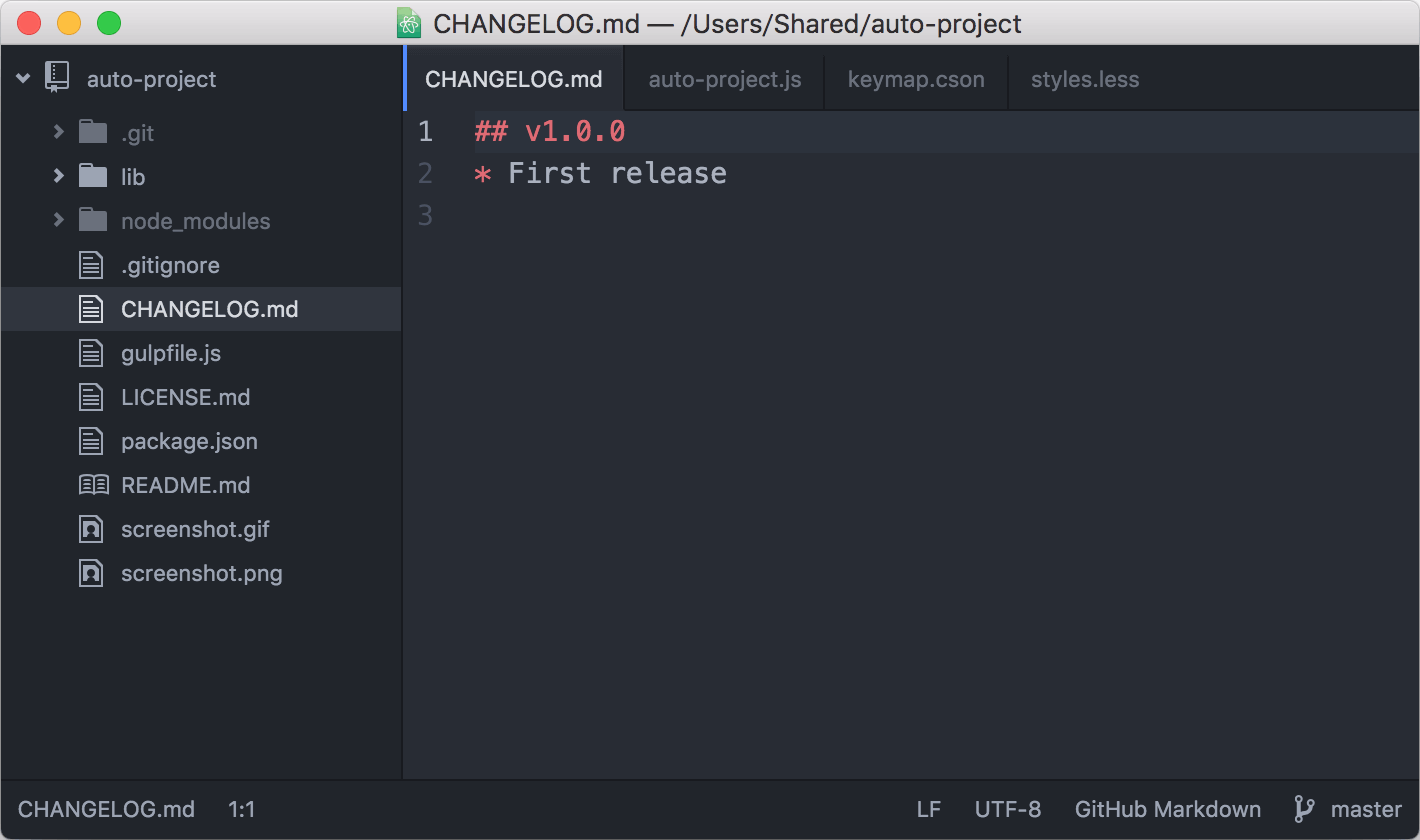 CHANGELOG.md — /Users/Shared/auto-project
auto-project
.git
lib
node_modules
.gitignore
CHANGELOG.md
gulpfile.js
LICENSE.md
package.json
README.md
screenshot.gif
screenshot.png
CHANGELOG.md auto-project.js keymap.cson styles.less
1 ## v1.0.0
2 * First release
3
CHANGELOG.md 1:1 LF UTF-8 GitHub Markdown master